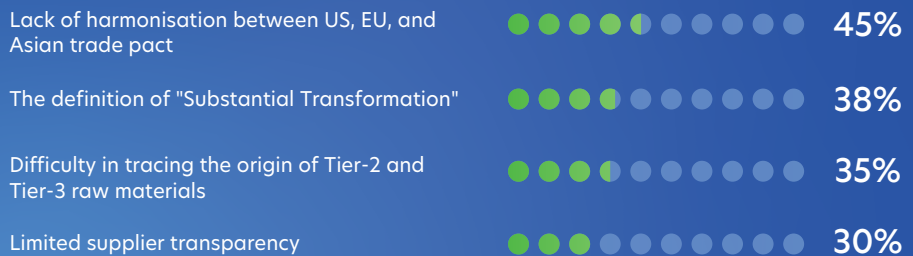 Lack of harmonisation between US, EU, and
Asian trade pact
45%
The definition of "Substantial Transformation"
38%
Difficulty in tracing the origin of Tier-2 and
Tier-3 raw materials
35%
Limited supplier transparency
30%